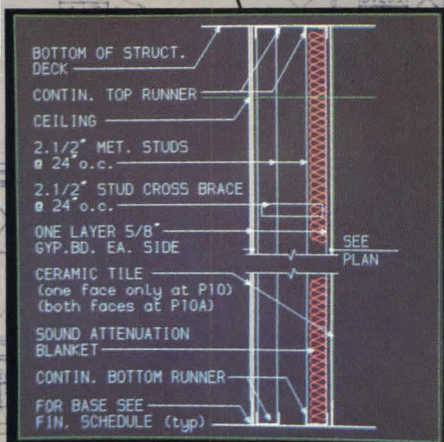 BOTTOM OF STRUCT.
DECK
CONTIN. TOP RUNNER
CEILING
2.1/2" MET. STUDS
@ 24"o.c.
2.1/2" STUD CROSS BRACE
@ 24"o.c.
ONE LAYER 5/8"
GYP.BD. EA. SIDE
SEE
PLAN
CERAMIC TILE
(one face only at P10)
(both faces at P10A)
SOUND ATTENUATION
BLANKET
CONTIN. BOTTOM RUNNER
FOR BASE SEE
FIN. SCHEDULE (typ)